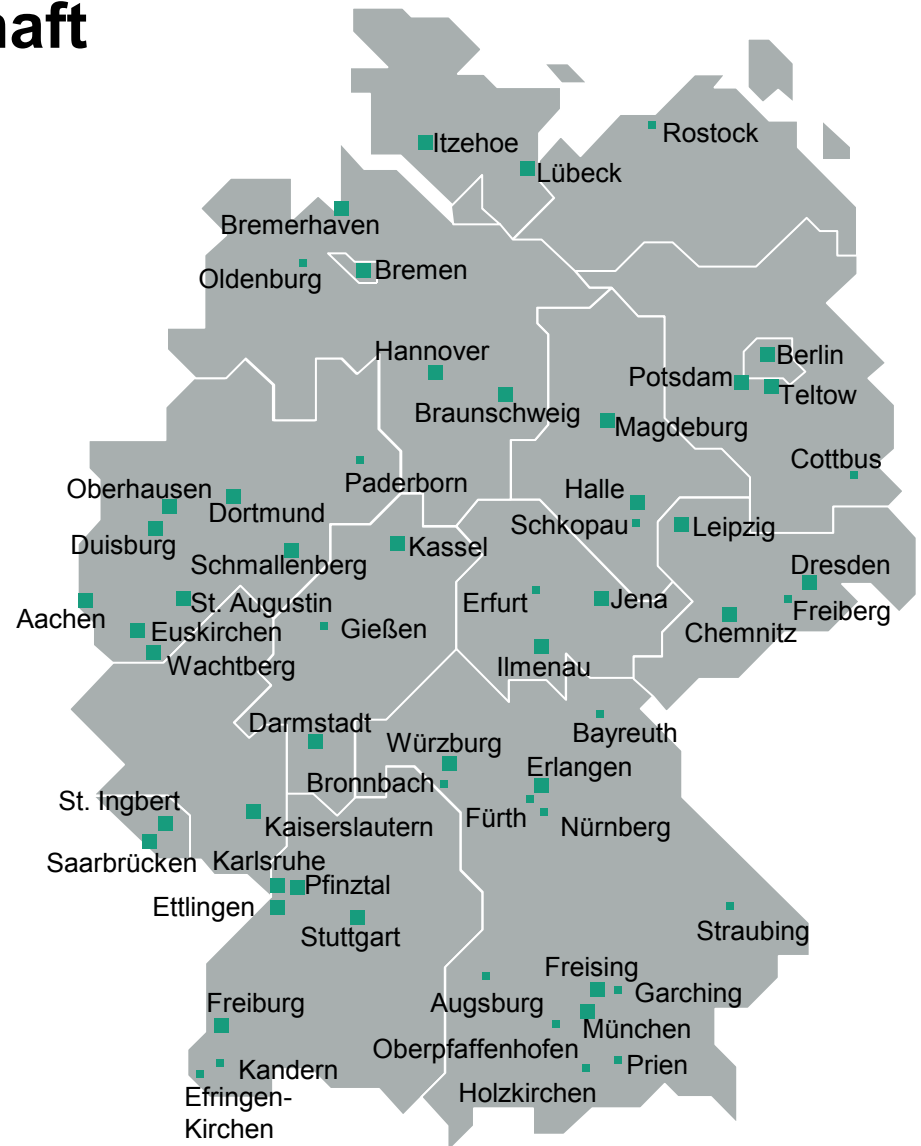 haft
Itzehoe
Rostock
Lübeck
Bremerhaven
Oldenburg
Bremen
Hannover
Berlin
Potsdam
Teltow
Braunschweig
Magdeburg
Cottbus
Paderborn
Oberhausen
Dortmund
Halle
Schkopau
Leipzig
Duisburg
Schmallenberg
Kassel
Dresden
Aachen
St. Augustin
Erfurt
Jena
Freiberg
Euskirchen
Gießen
Chemnitz
Wachtberg
Ilmenau
Darmstadt
Würzburg
Bayreuth
Bronnbach
Erlangen
St. Ingbert
Kaiserslautern
Fürth
Nürnberg
Saarbrücken
Karlsruhe
Pfinztal
Ettlingen
Stuttgart
Straubing
Freising
Augsburg
Garching
Freiburg
München
Oberpfaffenhofen
Prien
Kandern
Holzkirchen
Efringen-
Kirchen